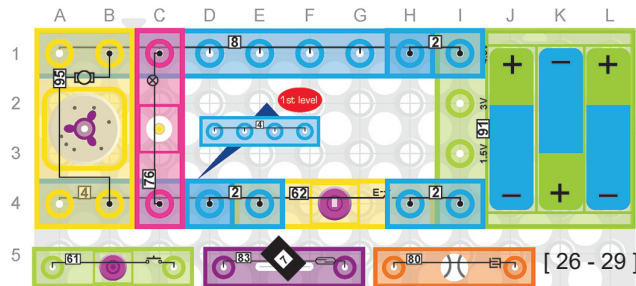 A B C D E F G H I J K L
1 8 2 + − +
95
2 1st level 3V
4 91
3 76 1.5V
4 4 2 62 E 2 − + −
5 61 83 7 80 [ 26 - 29 ]